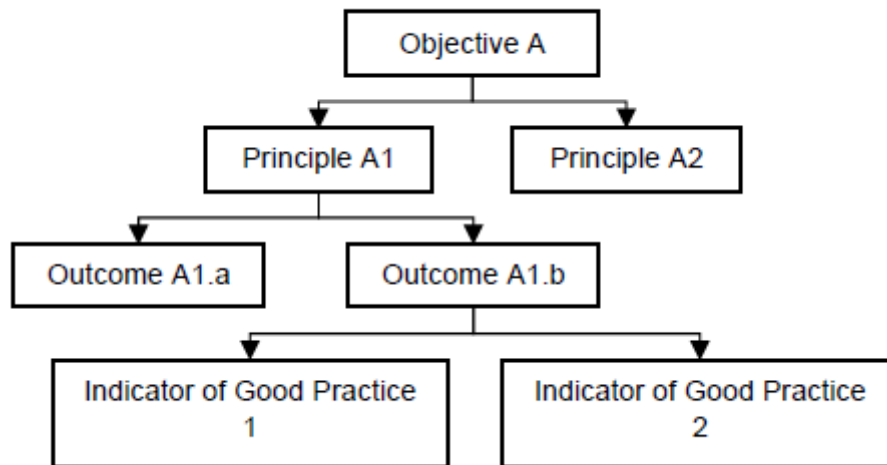 Objective A
Principle A1
Principle A2
Outcome A1.a
Outcome A1.b
Indicator of Good Practice
1
Indicator of Good Practice
2